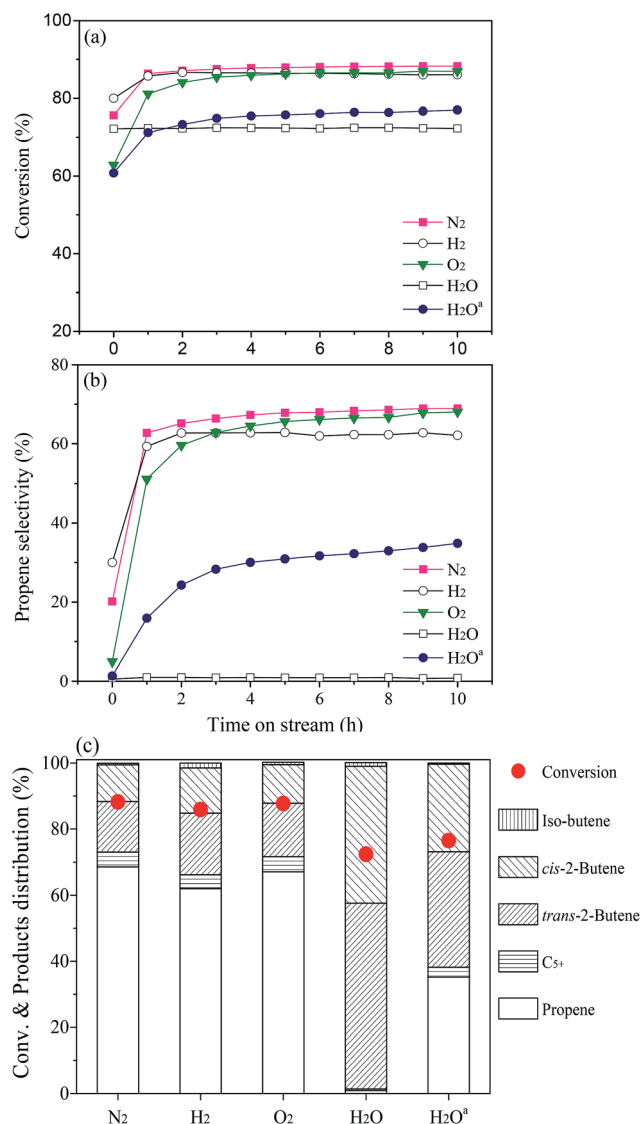 (a)
Conversion (%)
100
80
60
40
20
N2
H2
O2
H2O
H2Oª
0 2 4 6 8 10
(b)
Propene selectivity (%)
80
60
40
20
0
N2
H2
O2
H2O
H2Oª
0 2 4 6 8 10
Time on stream (h)
(c)
Conv. & Products distribution (%)
100
80
60
40
20
0
N2 H2 O2 H2O H2Oª
Conversion
Iso-butene
cis-2-Butene
trans-2-Butene
C5+
Propene